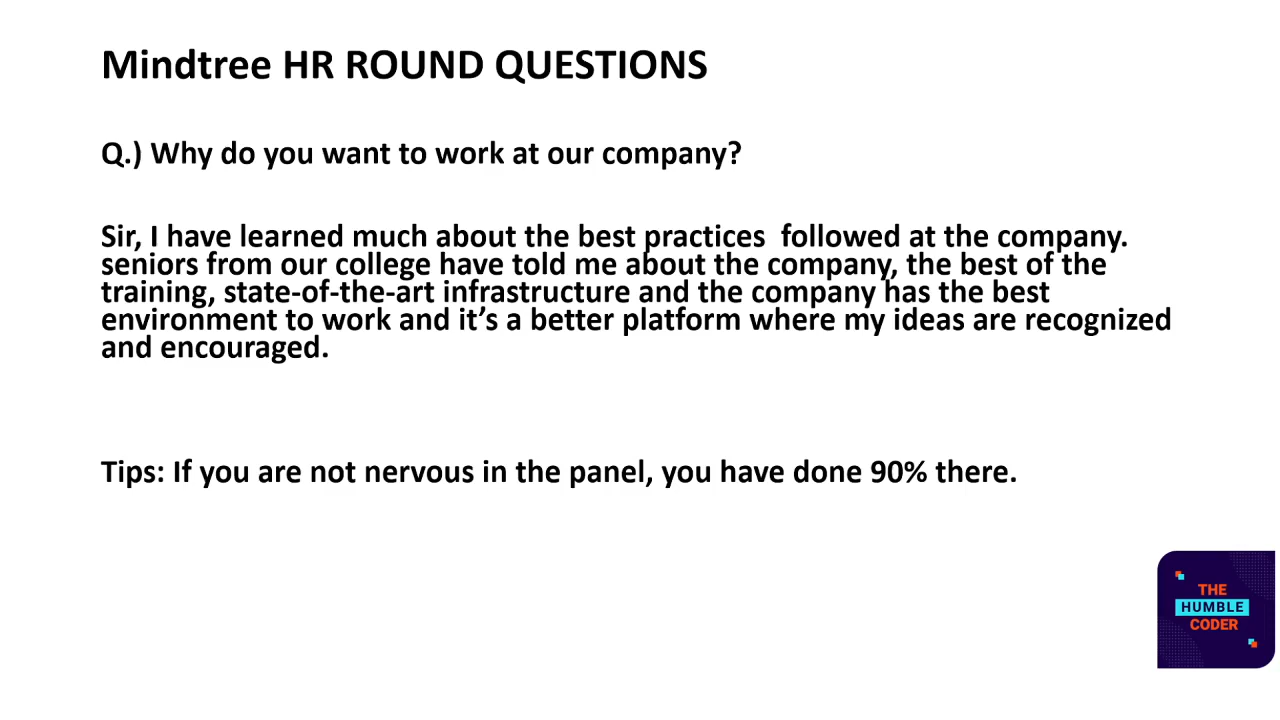 Mindtree HR ROUND QUESTIONS
Q.) Why do you want to work at our company?
Sir, I have learned much about the best practices  followed at the company.
seniors from our college have told me about the company, the best of the
training, state-of-the-art infrastructure and the company has the best
environment to work and it’s a better platform where my ideas are recognized
and encouraged.
Tips: If you are not nervous in the panel, you have done 90% there.
THE
HUMBLE
CODER